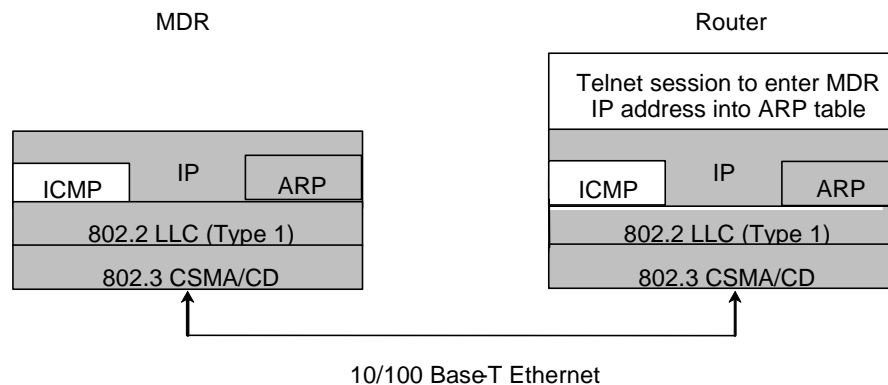 MDR
Router
Telnet session to enter MDR
IP address into ARP table
ICMP
IP
ARP
802.2 LLC (Type 1)
802.3 CSMA/CD
ICMP
IP
ARP
802.2 LLC (Type 1)
802.3 CSMA/CD
10/100 Base-T Ethernet